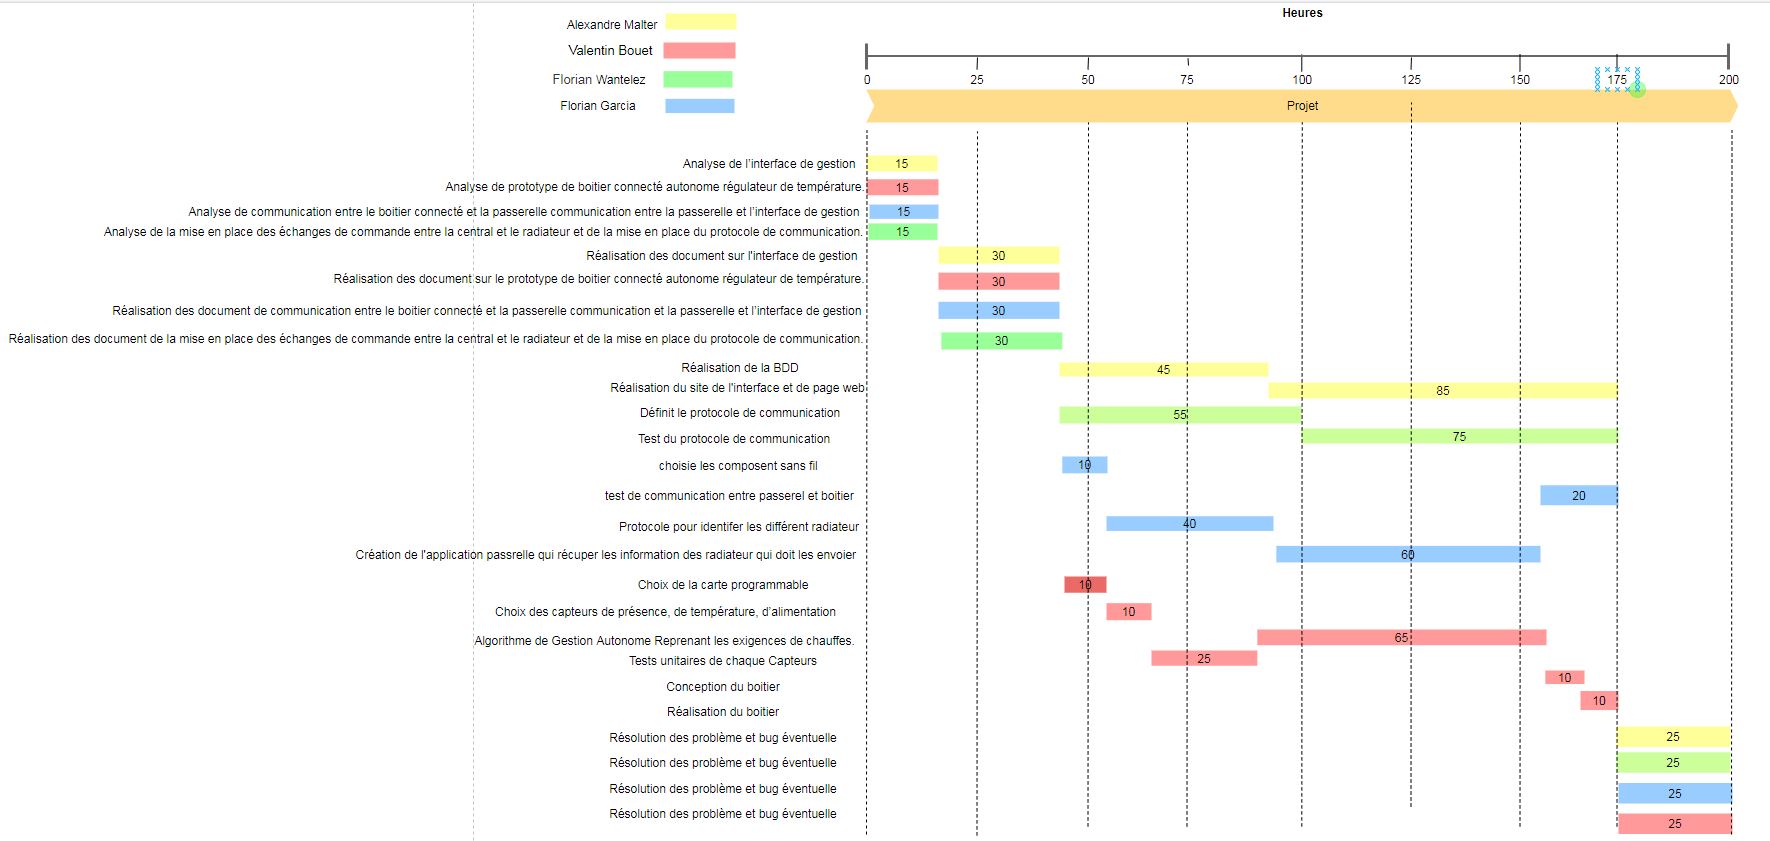 Heures
Alexandre Malter
Valentin Bouet
Florian Wantelez
Florian Garcia
0 25 50 75 100 125 150 175 200
Projet
Analyse de l'interface de gestion 15
Analyse de prototype de boitier connecté autonome régulateur de température. 15
Analyse de communication entre le boitier connecté et la passerelle communication entre la passerelle et l'interface de gestion 15
Analyse de la mise en place des échanges de commande entre la central et le radiateur et de la mise en place du protocole de communication. 15
Réalisation des document sur l'interface de gestion 30
Réalisation des document sur le prototype de boitier connecté autonome régulateur de température. 30
Réalisation des document de communication entre le boitier connecté et la passerelle communication et la passerelle et l'interface de gestion 30
Réalisation des document de la mise en place des échanges de commande entre la central et le radiateur et de la mise en place du protocole de communication. 30
Réalisation de la BDD 45
Réalisation du site de l'interface et de page web 85
Définit le protocole de communication 55
Test du protocole de communication 75
choisie les composent sans fil 10
test de communication entre passerel et boitier 20
Protocole pour identifer les différent radiateur 40
Création de l'application passrelle qui récuper les information des radiateur qui doit les envoier 60
Choix de la carte programmable 10
Choix des capteurs de présence, de température, d'alimentation 10
Algorithme de Gestion Autonome Reprenant les exigences de chauffes. 65
Tests unitaires de chaque Capteurs 25
Conception du boitier 10
Réalisation du boitier 10
Résolution des problème et bug éventuelle 25
Résolution des problème et bug éventuelle 25
Résolution des problème et bug éventuelle 25
Résolution des problème et bug éventuelle 25